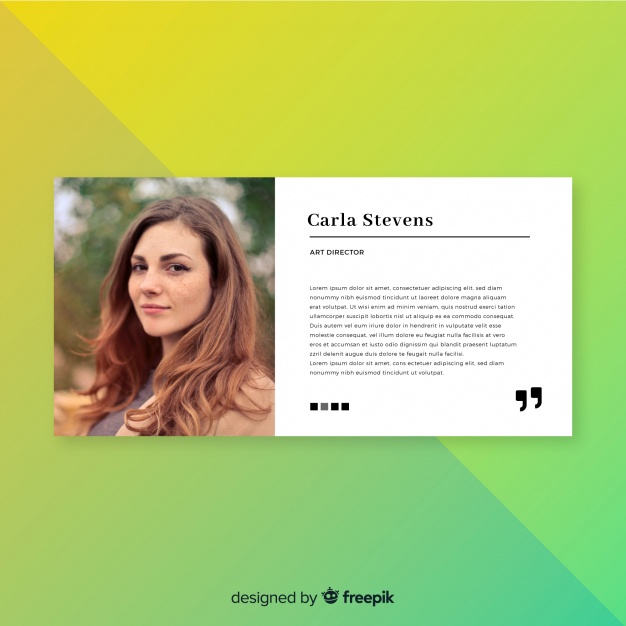 Carla Stevens
ART DIRECTOR
Lorem ipsum dolor sit amet, consectetuer adipiscing elit, sed diam
nonummy nibh euismod tincidunt ut laoreet dolore magna aliquam erat
volutpat. Ut wisi enim ad minim veniam, quis nostrud exerci tation
ullamcorper suscipit lobortis nisl ut aliquip ex ea commodo consequat.
Duis autem vel eum iriure dolor in hendrerit in vulputate velit esse
molestie consequat, vel illum dolore eu feugiat nulla facilisis at vero
eros et accumsan et iusto odio dignissim qui blandit praesent luptatum
zzril delenit augue duis dolore te feugait nulla facilisi.
Lorem ipsum dolor sit amet, cons ectetuer adipiscing elit, sed diam
nonummy nibh euismod tincidunt ut laoreet dolore magna aliquam
erat volutpat.
designed by freepik